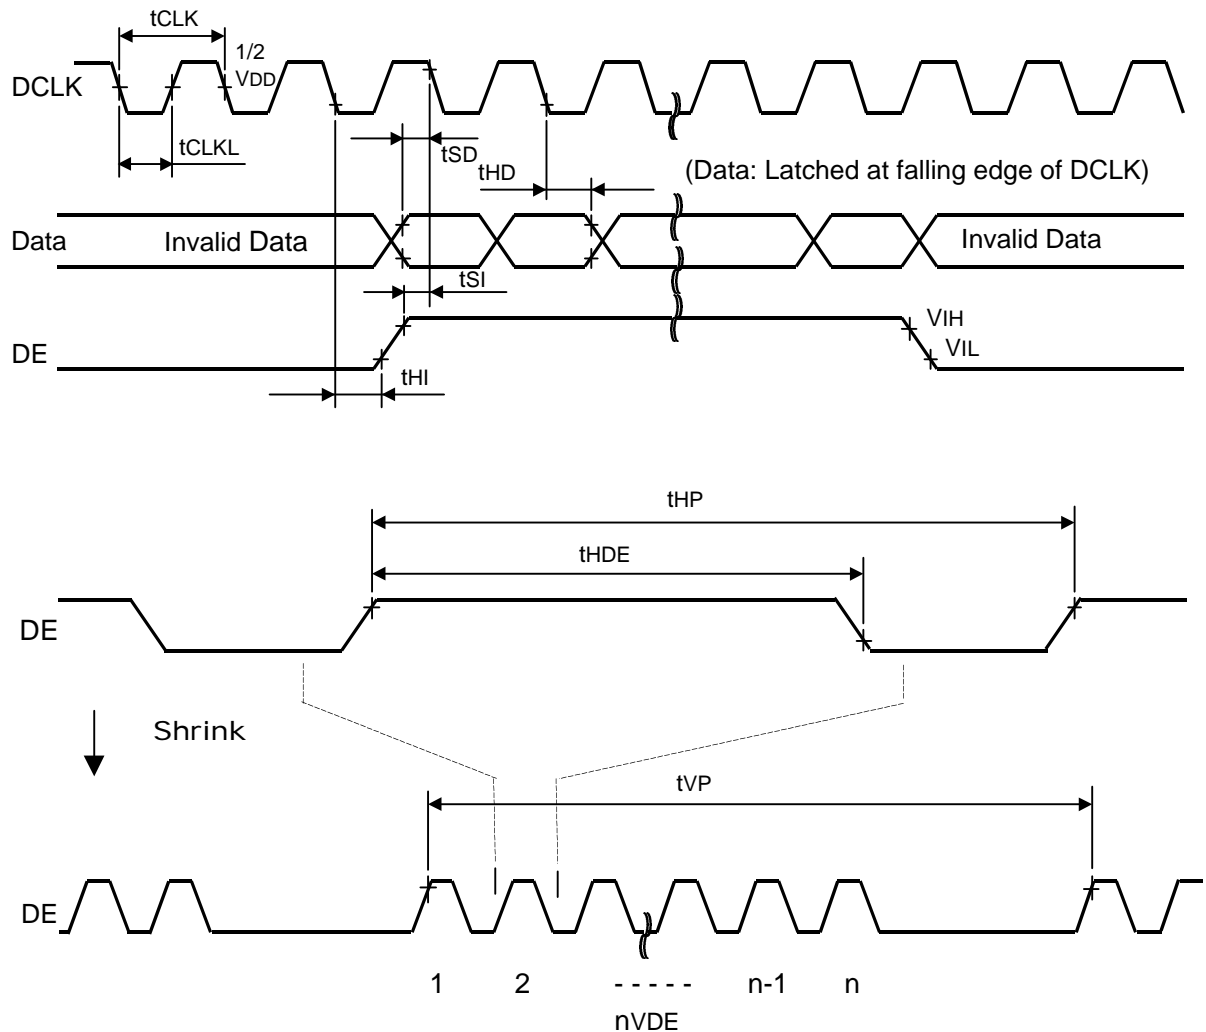 tCLK
1/2
VDD
DCLK
tCLKL
tSD
tHD
(Data: Latched at falling edge of DCLK)
Data
Invalid Data
Invalid Data
tSI
VIH
VIL
DE
tHI
tHP
tHDE
DE
Shrink
tVP
DE
1 2 - - - - - n-1 n
nVDE